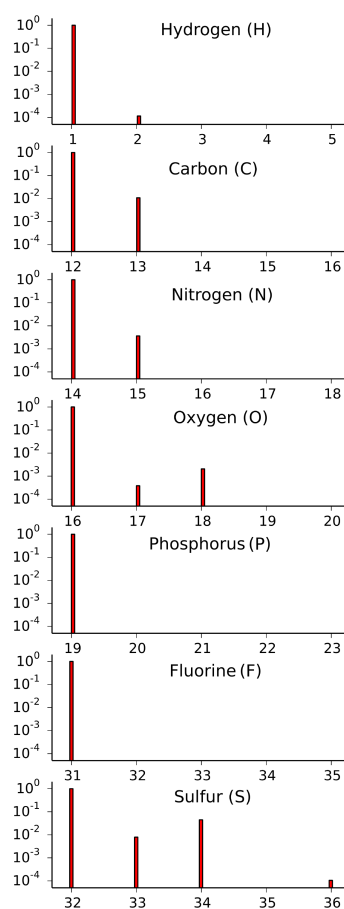 Hydrogen (H)
10^0
10^-1
10^-2
10^-3
10^-4
1 2 3 4 5
Carbon (C)
10^0
10^-1
10^-2
10^-3
10^-4
12 13 14 15 16
Nitrogen (N)
10^0
10^-1
10^-2
10^-3
10^-4
14 15 16 17 18
Oxygen (O)
10^0
10^-1
10^-2
10^-3
10^-4
16 17 18 19 20
Phosphorus (P)
10^0
10^-1
10^-2
10^-3
10^-4
19 20 21 22 23
Fluorine (F)
10^0
10^-1
10^-2
10^-3
10^-4
31 32 33 34 35
Sulfur (S)
10^0
10^-1
10^-2
10^-3
10^-4
32 33 34 35 36